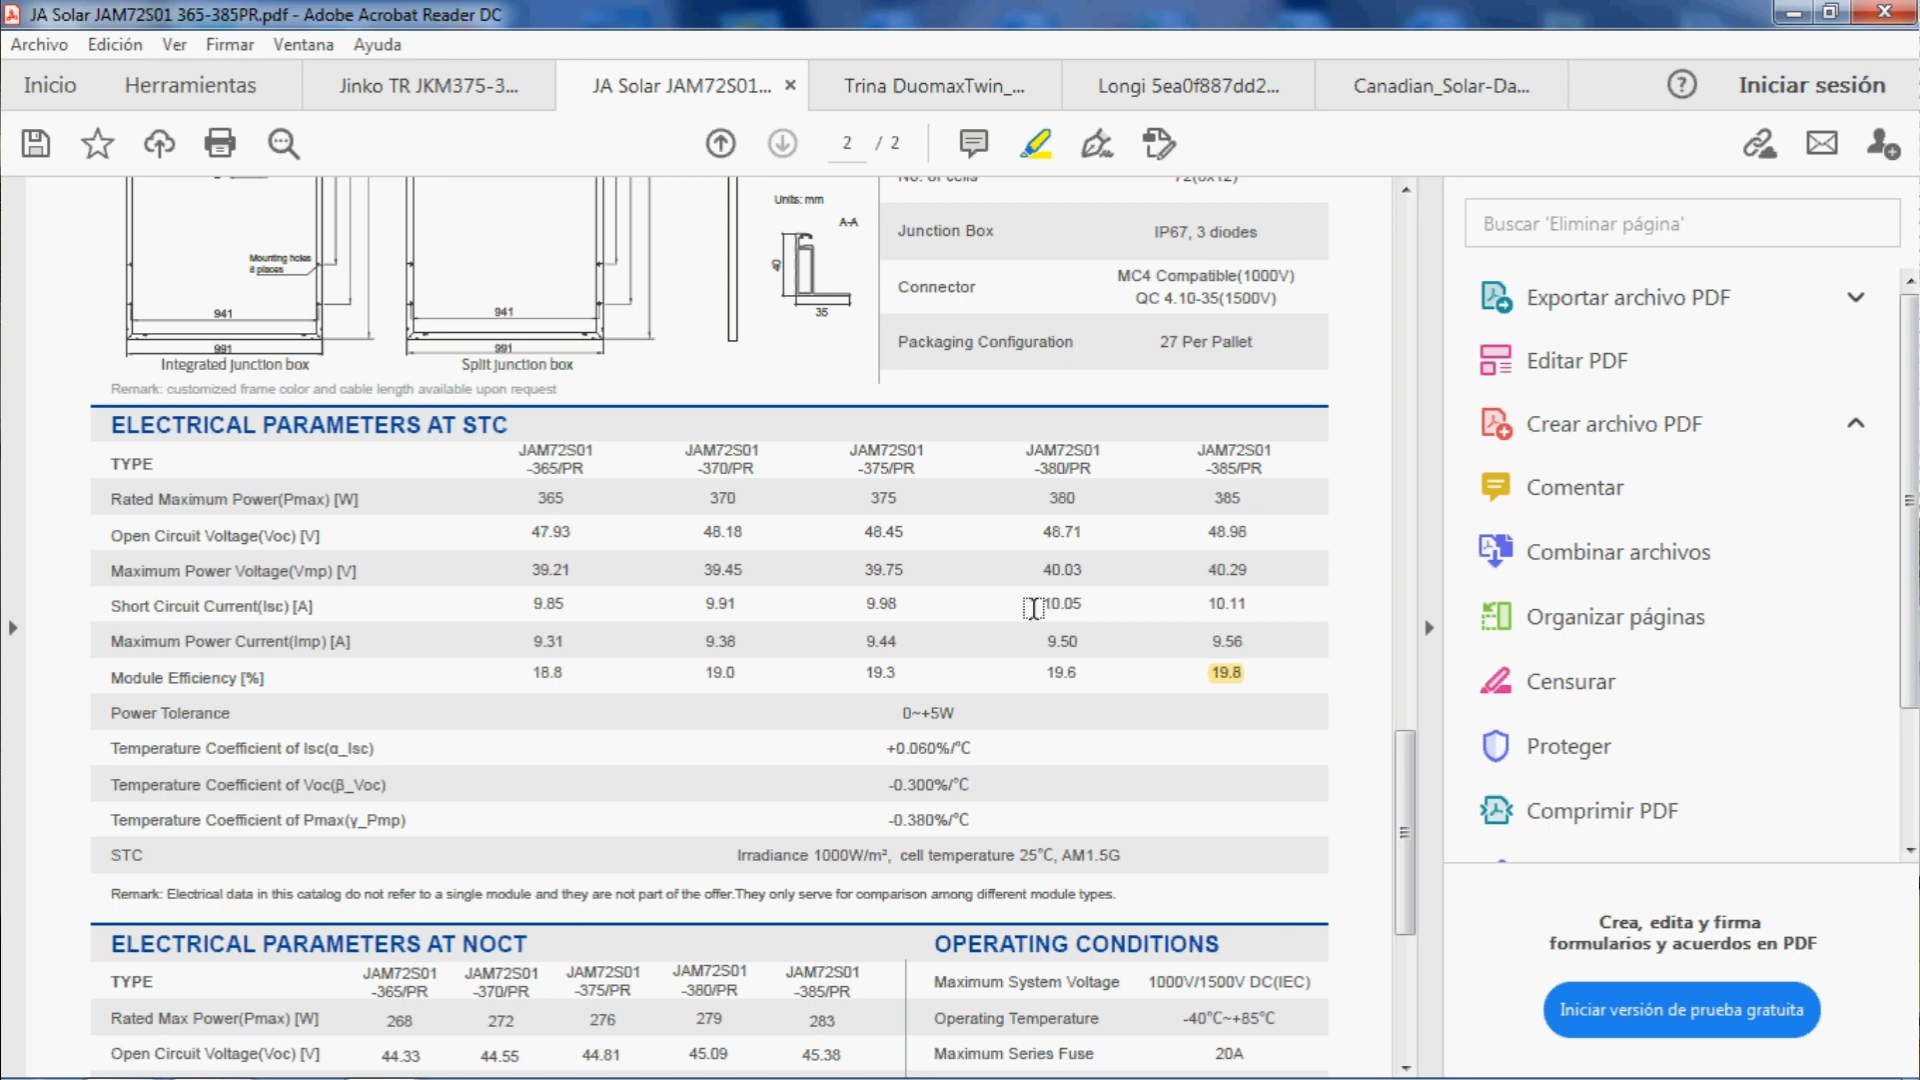 JA Solar JAM72S01 365-385PR.pdf - Adobe Acrobat Reader DC
Archivo Edición Ver Firmar Ventana Ayuda
Inicio Herramientas Jinko TR JKM375-3... JA Solar JAM72S01... × Trina DuomaxTwin_... Longi 5ea0f887dd2... Canadian_Solar-Da... ? Iniciar sesión
2 / 2
No. of cells 72(6x12)
Units: mm
A-A
Junction Box IP67, 3 diodes
Mounting holes
8 places
40
35
Connector MC4 Compatible(1000V)
QC 4.10-35(1500V)
941 941
991 991
Packaging Configuration 27 Per Pallet
Integrated junction box Split junction box
Remark: customized frame color and cable length available upon request
ELECTRICAL PARAMETERS AT STC
TYPE JAM72S01 -365/PR JAM72S01 -370/PR JAM72S01 -375/PR JAM72S01 -380/PR JAM72S01 -385/PR
Rated Maximum Power(Pmax) [W] 365 370 375 380 385
Open Circuit Voltage(Voc) [V] 47.93 48.18 48.45 48.71 48.98
Maximum Power Voltage(Vmp) [V] 39.21 39.45 39.75 40.03 40.29
Short Circuit Current(Isc) [A] 9.85 9.91 9.98 10.05 10.11
Maximum Power Current(Imp) [A] 9.31 9.38 9.44 9.50 9.56
Module Efficiency [%] 18.8 19.0 19.3 19.6 19.8
Power Tolerance 0~+5W
Temperature Coefficient of Isc(α_Isc) +0.060%/°C
Temperature Coefficient of Voc(β_Voc) -0.300%/°C
Temperature Coefficient of Pmax(γ_Pmp) -0.380%/°C
STC Irradiance 1000W/m², cell temperature 25°C, AM1.5G
Remark: Electrical data in this catalog do not refer to a single module and they are not part of the offer.They only serve for comparison among different module types.
ELECTRICAL PARAMETERS AT NOCT
TYPE JAM72S01 -365/PR JAM72S01 -370/PR JAM72S01 -375/PR JAM72S01 -380/PR JAM72S01 -385/PR
Rated Max Power(Pmax) [W] 268 272 276 279 283
Open Circuit Voltage(Voc) [V] 44.33 44.55 44.81 45.09 45.38
OPERATING CONDITIONS
Maximum System Voltage 1000V/1500V DC(IEC)
Operating Temperature -40°C~+85°C
Maximum Series Fuse 20A
Buscar 'Eliminar página'
Exportar archivo PDF
Editar PDF
Crear archivo PDF
Comentar
Combinar archivos
Organizar páginas
Censurar
Proteger
Comprimir PDF
Crea, edita y firma
formularios y acuerdos en PDF
Iniciar versión de prueba gratuita